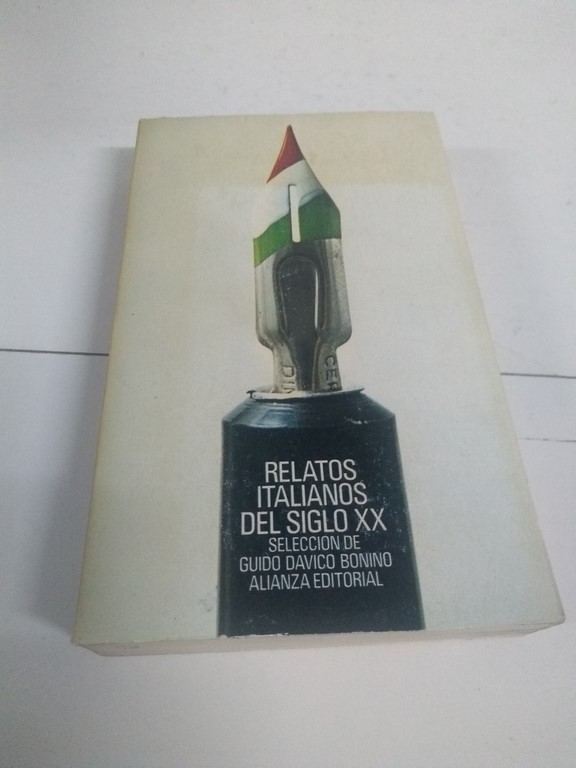 RELATOS
ITALIANOS
DEL SIGLO XX
SELECCION DE
GUIDO DAVICO BONINO
ALIANZA EDITORIAL